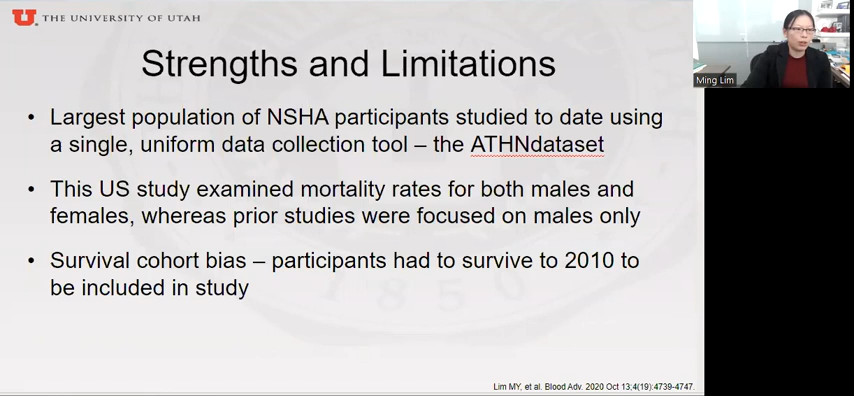 THE UNIVERSITY OF UTAH
Strengths and Limitations
• Largest population of NSHA participants studied to date using
a single, uniform data collection tool – the ATHNdataset
• This US study examined mortality rates for both males and
females, whereas prior studies were focused on males only
• Survival cohort bias – participants had to survive to 2010 to
be included in study
1850
Lim MY, et al. Blood Adv. 2020 Oct 13;4(19):4739-4747.
Ming Lim